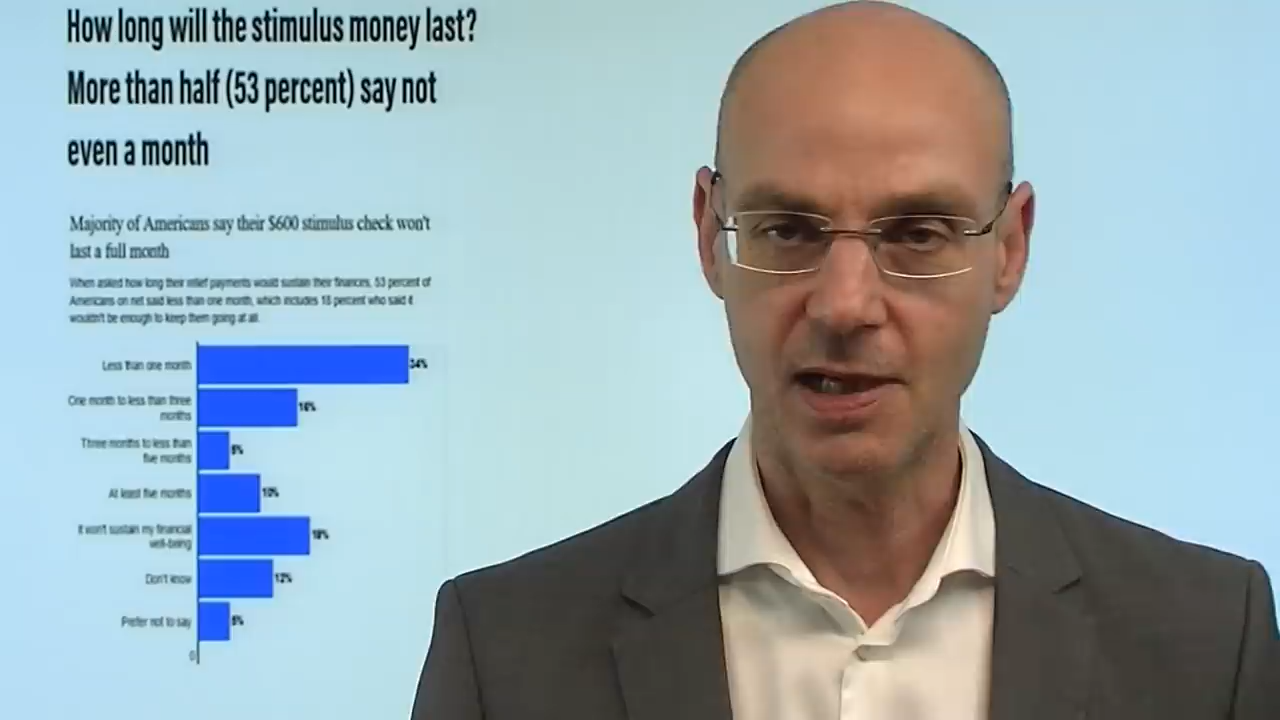 How long will the stimulus money last?
More than half (53 percent) say not
even a month
Majority of Americans say their $600 stimulus check won't
last a full month
When asked how long their relief payments would sustain their finances, 53 percent of
Americans on net said less than one month, which includes 18 percent who said it
wouldn't be enough to keep them going at all.
Less than one month
34%
One month to less than three
months
16%
Three months to less than
five months
5%
At least five months
10%
It won't sustain my financial
well-being
18%
Don't know
12%
Prefer not to say
5%
0